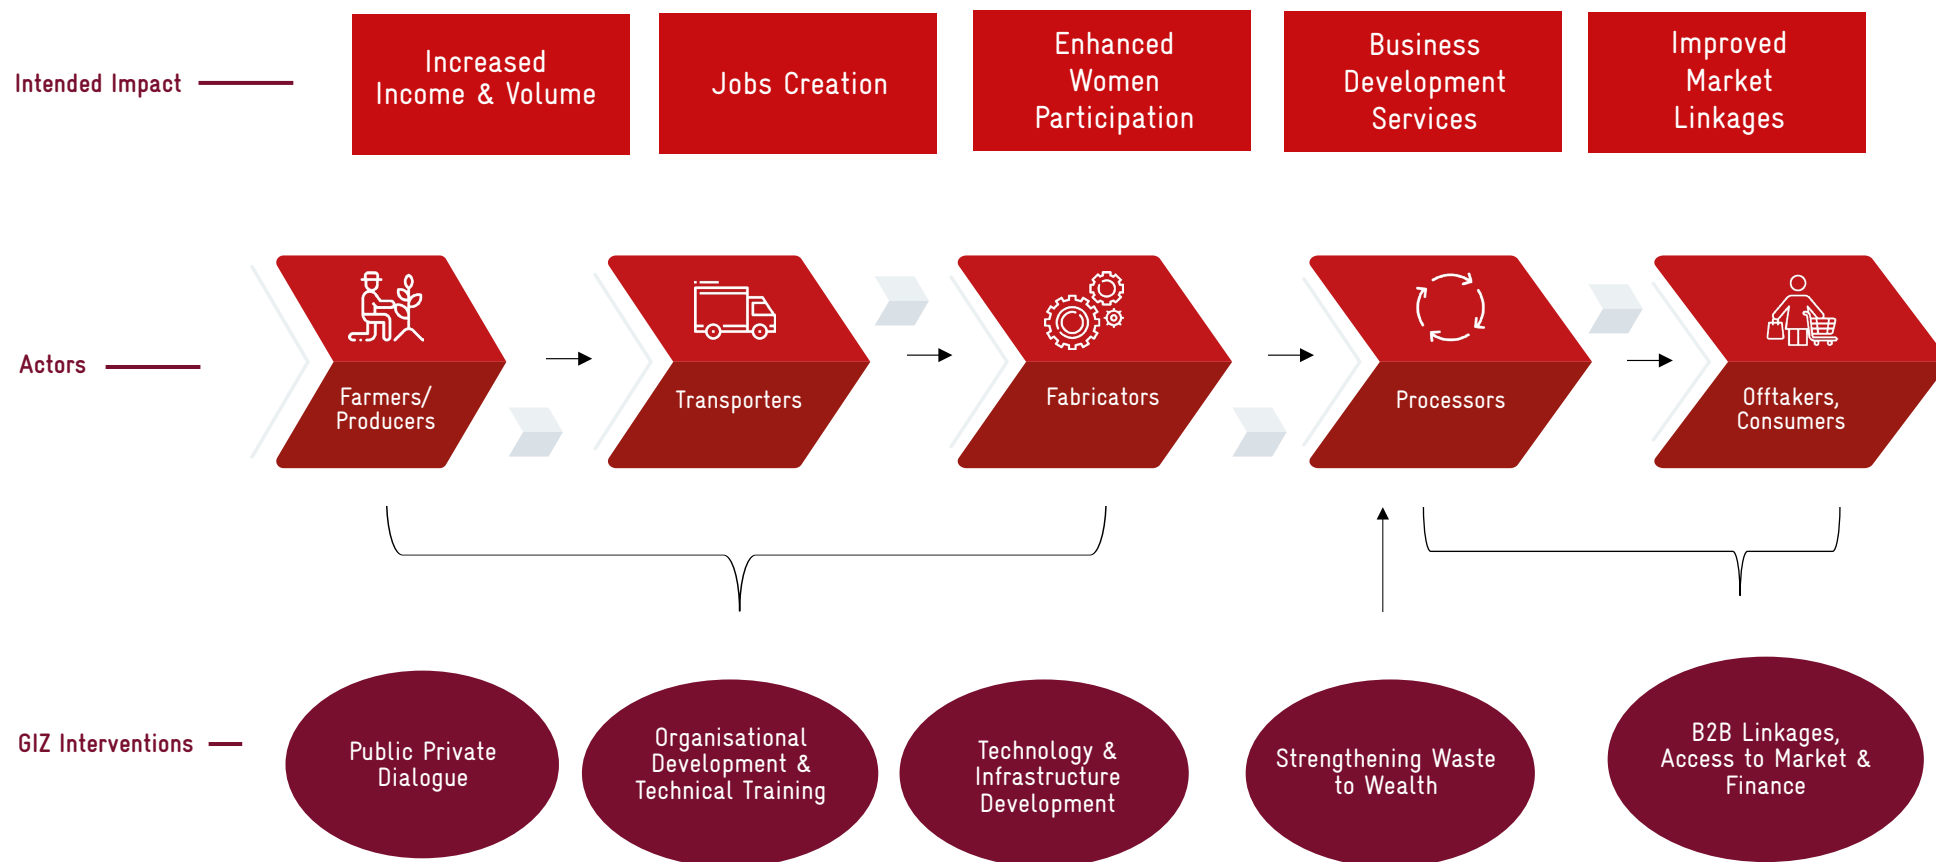 Intended Impact
Increased
Income & Volume
Jobs Creation
Enhanced
Women
Participation
Business
Development
Services
Improved
Market
Linkages
Actors
Farmers/
Producers
Transporters
Fabricators
Processors
Offtakers,
Consumers
GIZ Interventions
Public Private
Dialogue
Organisational
Development &
Technical Training
Technology &
Infrastructure
Development
Strengthening Waste
to Wealth
B2B Linkages,
Access to Market &
Finance